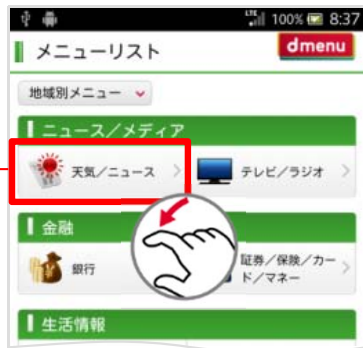 LTE 100% 8:37
メニューリスト
dmenu
地域別メニュー
ニュース/メディア
天気/ニュース
テレビ/ラジオ
金融
銀行
証券/保険/カー
ド/マネー
生活情報